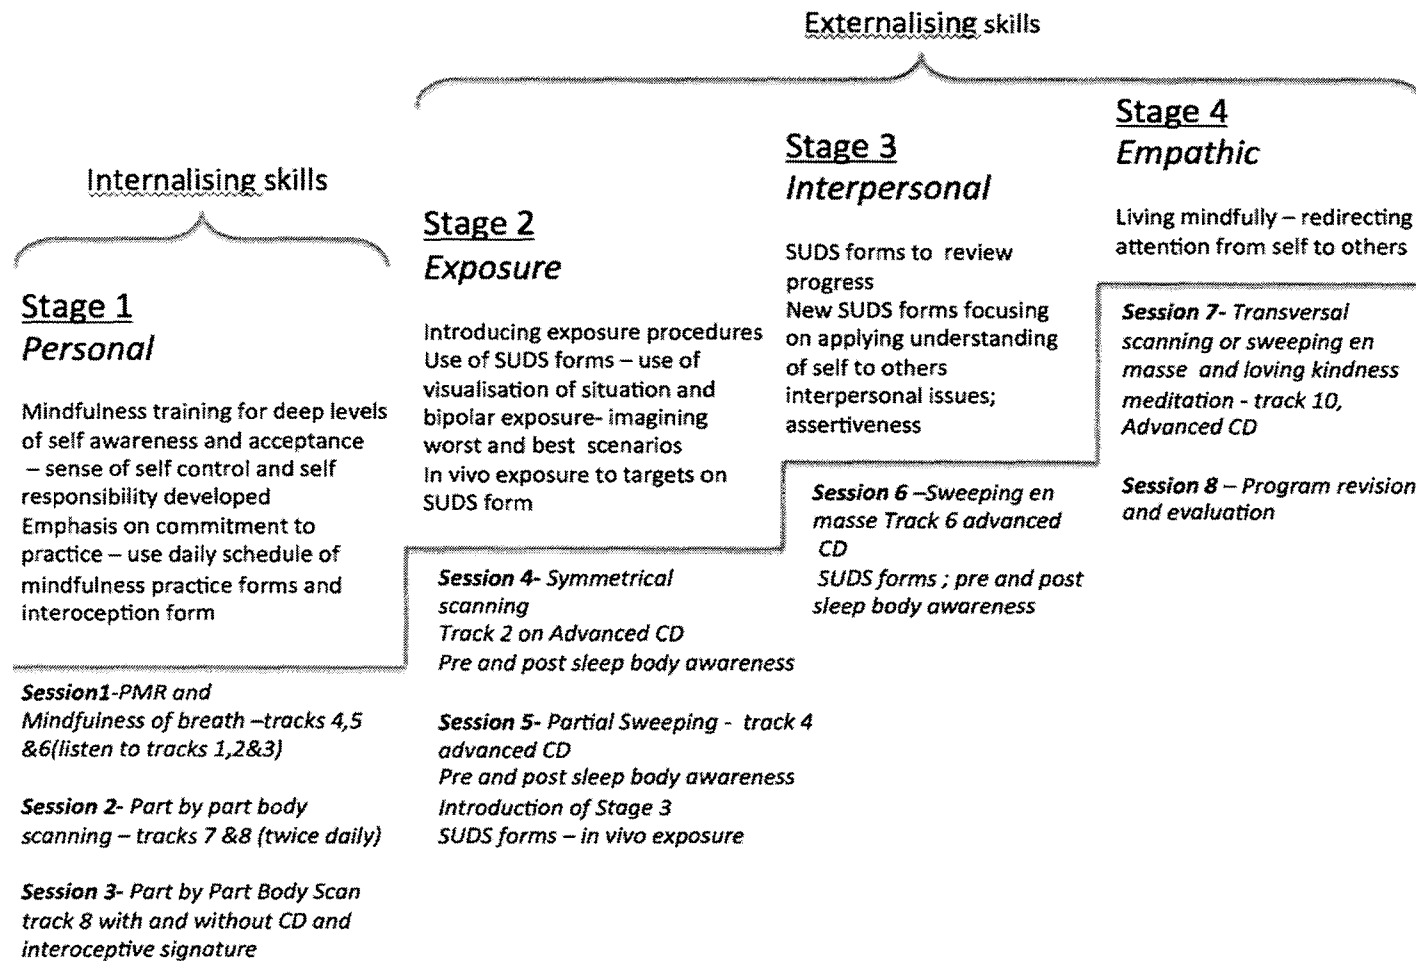 Externalising skills
Internalising skills
Stage 1
Personal
Mindfulness training for deep levels
of self awareness and acceptance
– sense of self control and self
responsibility developed
Emphasis on commitment to
practice – use daily schedule of
mindfulness practice forms and
interoception form
Session1-PMR and
Mindfulness of breath –tracks 4,5
&6(listen to tracks 1,2&3)
Session 2- Part by part body
scanning – tracks 7 &8 (twice daily)
Session 3- Part by Part Body Scan
track 8 with and without CD and
interoceptive signature
Stage 2
Exposure
Introducing exposure procedures
Use of SUDS forms – use of
visualisation of situation and
bipolar exposure- imagining
worst and best scenarios
In vivo exposure to targets on
SUDS form
Session 4- Symmetrical
scanning
Track 2 on Advanced CD
Pre and post sleep body awareness
Session 5- Partial Sweeping - track 4
advanced CD
Pre and post sleep body awareness
Introduction of Stage 3
SUDS forms – in vivo exposure
Stage 3
Interpersonal
SUDS forms to review
progress
New SUDS forms focusing
on applying understanding
of self to others
interpersonal issues;
assertiveness
Session 6 –Sweeping en
masse Track 6 advanced
CD
SUDS forms ; pre and post
sleep body awareness
Stage 4
Empathic
Living mindfully – redirecting
attention from self to others
Session 7- Transversal
scanning or sweeping en
masse and loving kindness
meditation - track 10,
Advanced CD
Session 8 – Program revision
and evaluation